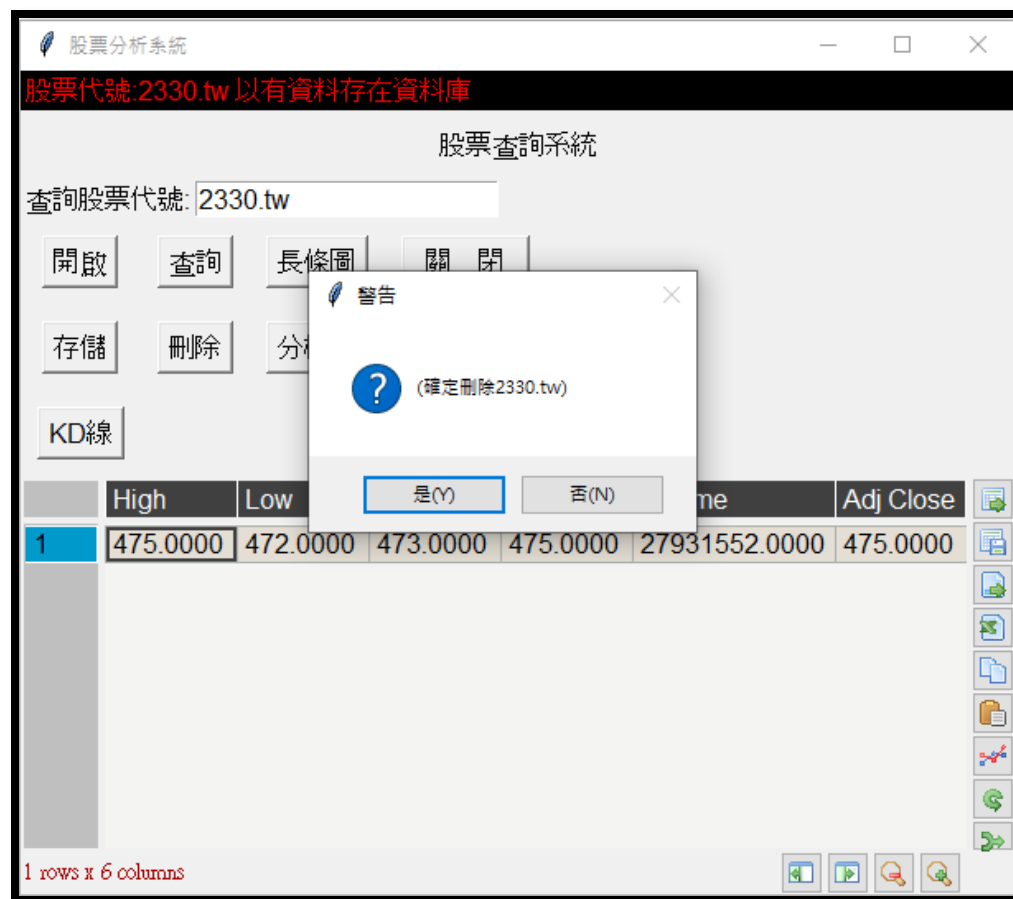 股票分析系統
股票代號:2330.tw 以有資料存在資料庫
股票查詢系統
查詢股票代號: 2330.tw
開啟 查詢 長條圖 關 閉
警告
存儲 刪除
(確定刪除2330.tw)
KD線
是(Y) 否(N)
High Low Adj Close
1 475.0000 472.0000 473.0000 475.0000 27931552.0000 475.0000
1 rows x 6 columns